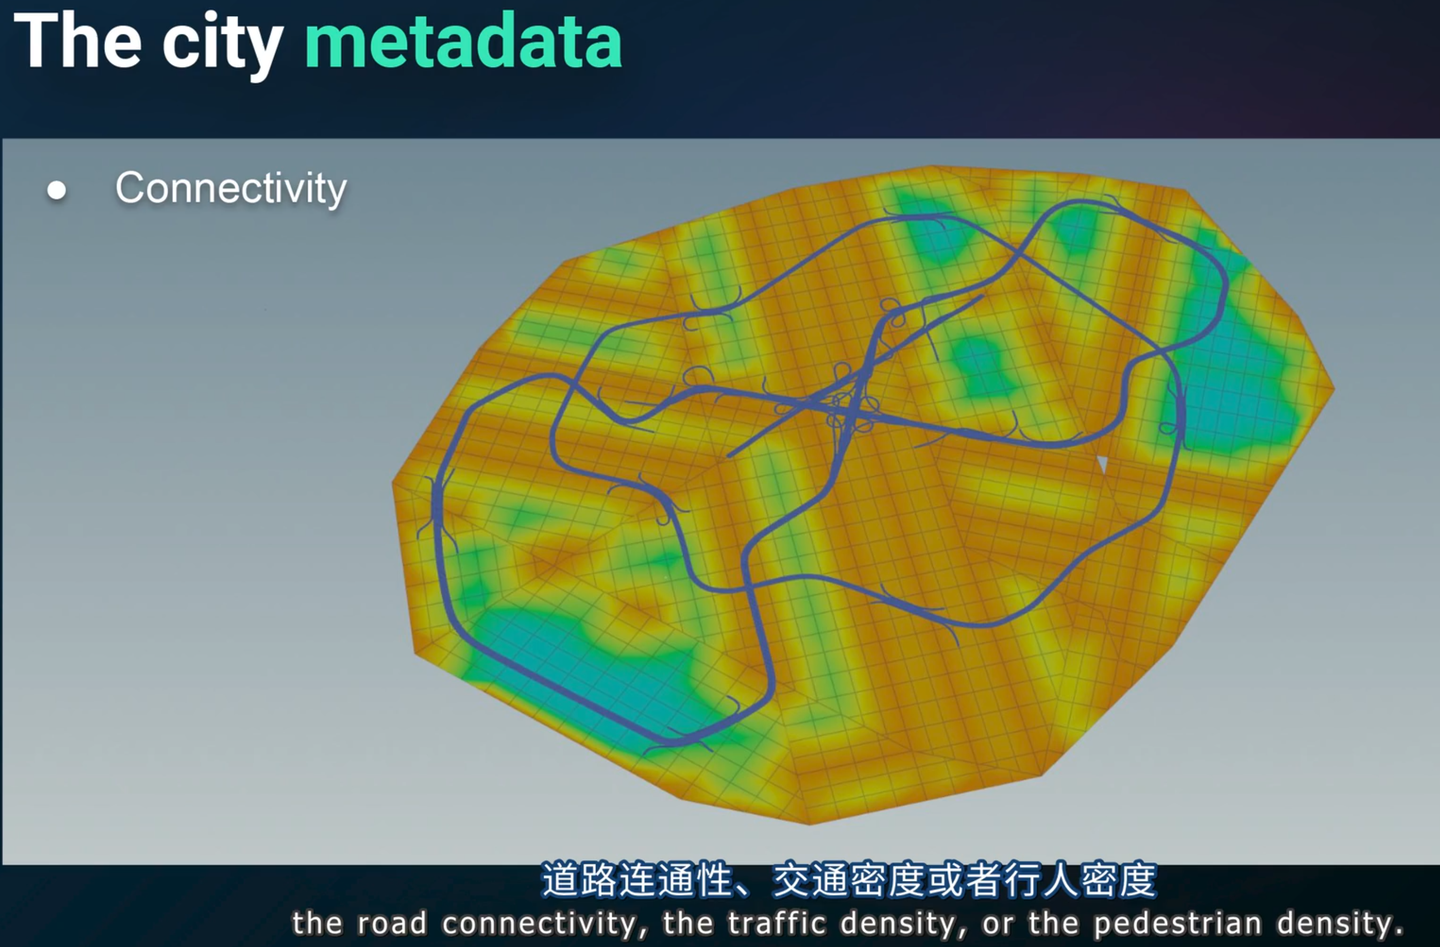 The city metadata
Connectivity
道路连通性、交通密度或者行人密度
the road connectivity, the traffic density, or the pedestrian density.